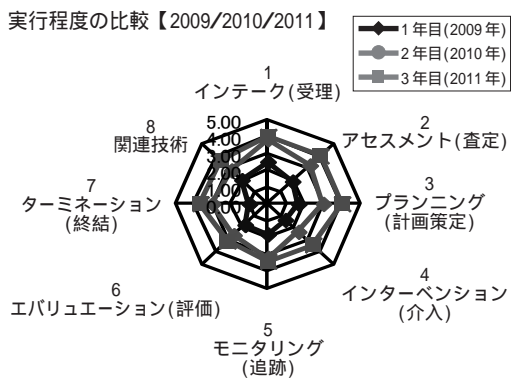 実行程度の比較【2009/2010/2011】
1年目(2009年)
2年目(2010年)
3年目(2011年)
1
インテーク(受理)
2
アセスメント(査定)
3
プランニング
(計画策定)
4
インターベンション
(介入)
5
モニタリング
(追跡)
6
エバリュエーション(評価)
7
ターミネーション
(終結)
8
関連技術
5.00
4.00
3.00
2.00
1.00
0.00